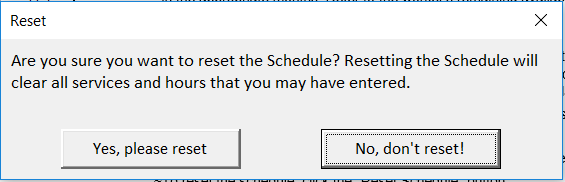 Reset
Are you sure you want to reset the Schedule? Resetting the Schedule will
clear all services and hours that you may have entered.
Yes, please reset
No, don't reset!